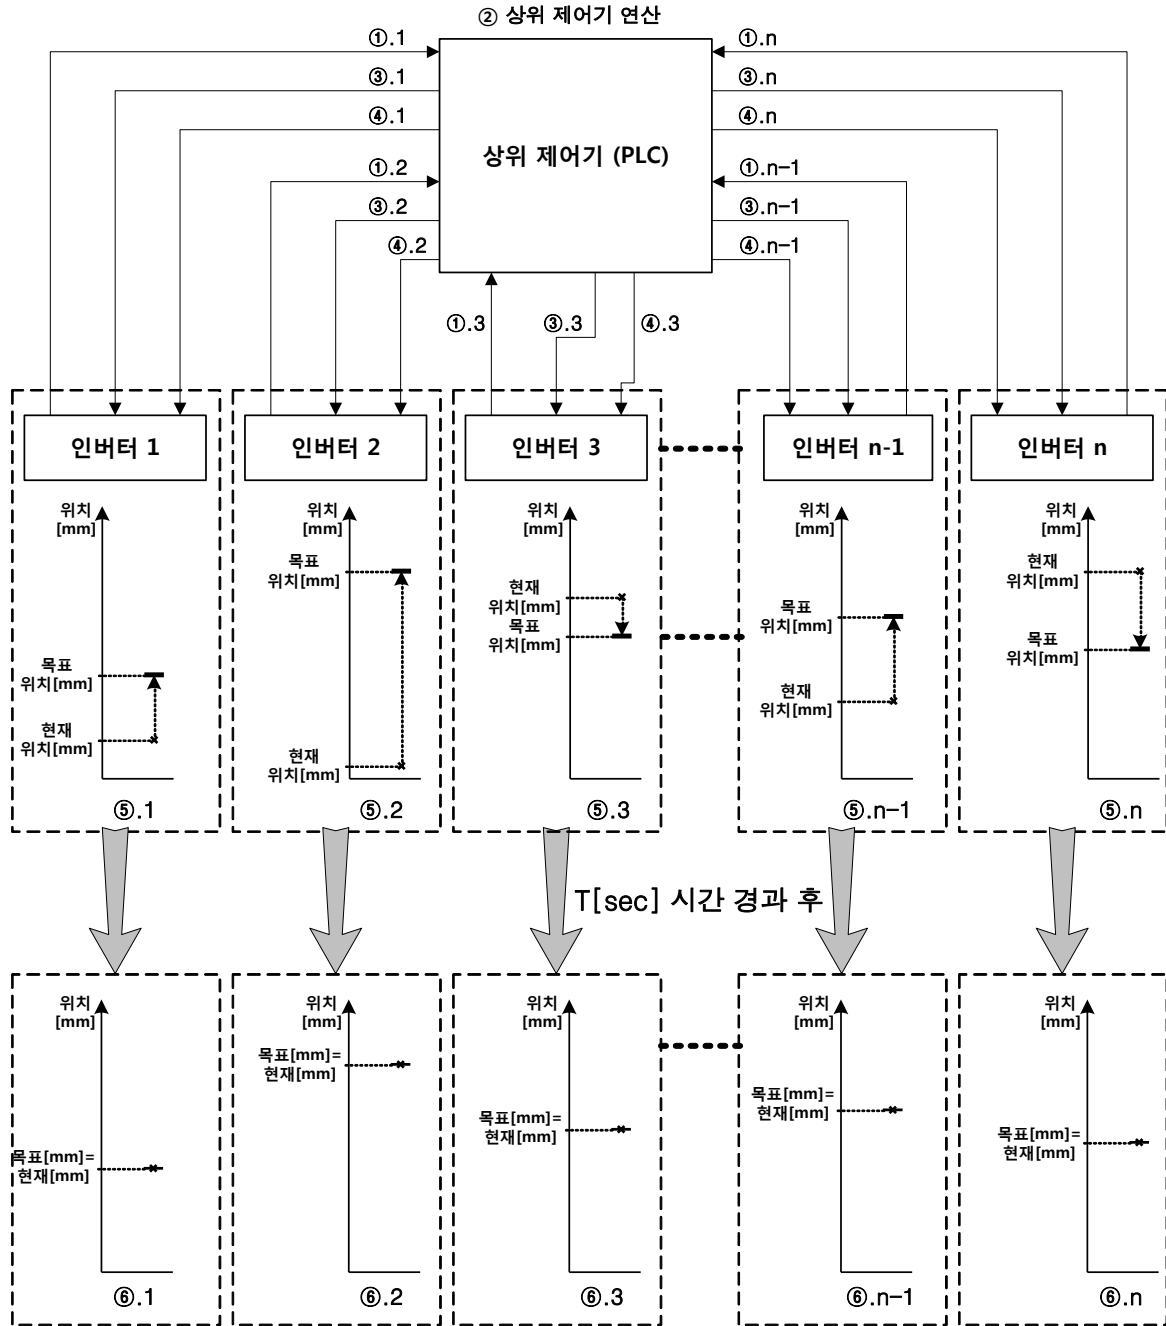 ② 상위 제어기 연산
①.1
①.n
③.1
③.n
④.1
④.n
상위 제어기 (PLC)
①.2
①.n-1
③.2
③.n-1
④.2
④.n-1
①.3
③.3
④.3
인버터 1
인버터 2
인버터 3
인버터 n-1
인버터 n
위치
[mm]
목표
위치[mm]
현재
위치[mm]
⑤.1
위치
[mm]
목표
위치[mm]
현재
위치[mm]
⑤.2
위치
[mm]
현재
위치[mm]
목표
위치[mm]
⑤.3
위치
[mm]
목표
위치[mm]
현재
위치[mm]
⑤.n-1
위치
[mm]
현재
위치[mm]
목표
위치[mm]
⑤.n
T[sec] 시간 경과 후
위치
[mm]
목표[mm]=
현재[mm]
⑥.1
위치
[mm]
목표[mm]=
현재[mm]
⑥.2
위치
[mm]
목표[mm]=
현재[mm]
⑥.3
위치
[mm]
목표[mm]=
현재[mm]
⑥.n-1
위치
[mm]
목표[mm]=
현재[mm]
⑥.n